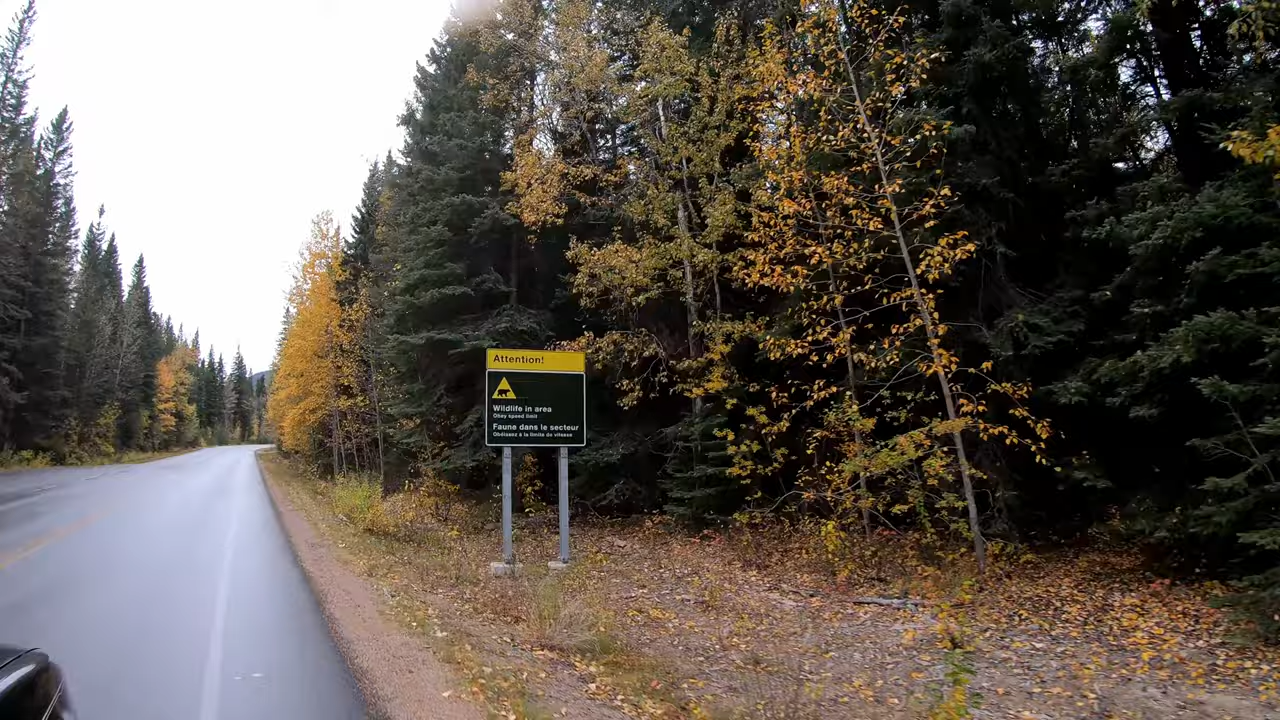 Attention!
Wildlife in area
Obey speed limit
Faune dans le secteur
Obéissez à la limite de vitesse